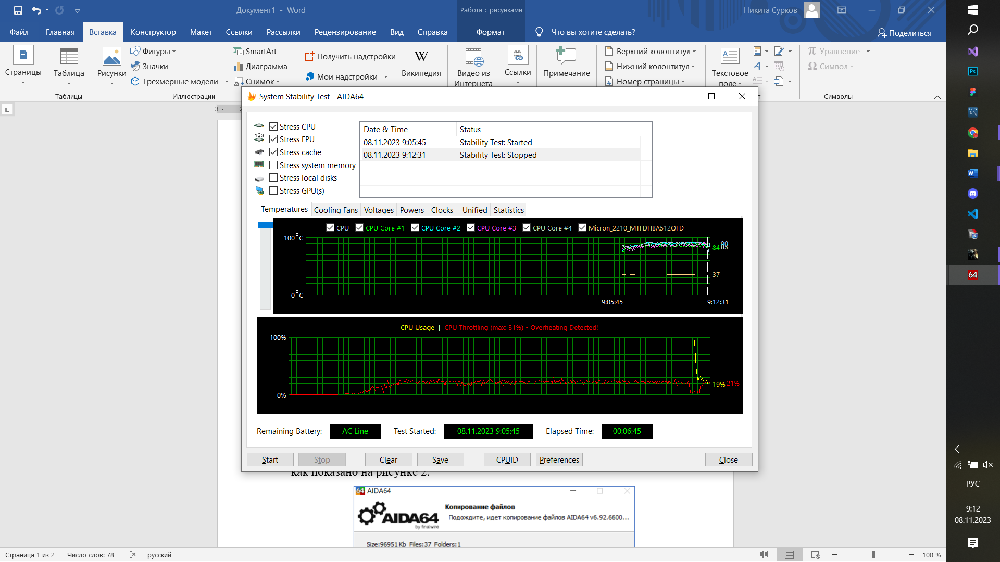 Документ1 - Word
Работа с рисунками
Никита Сурков
Файл Главная Вставка Конструктор Макет Ссылки Рассылки Рецензирование Вид Справка Формат Что вы хотите сделать? Поделиться
Страницы
Таблица
Таблицы
Рисунки
Фигуры
Значки
Трехмерные модели
SmartArt
Диаграмма
Снимок
Иллюстрации
Получить надстройки
Мои надстройки
W
Википедия
Видео из
Интернета
Ссылки
Примечание
Верхний колонтитул
Нижний колонтитул
Номер страницы
Текстовое
поле
т
π Уравнение
Ω Символ
Символы
3 · ı · 2
System Stability Test - AIDA64
Stress CPU
123
Stress FPU
Stress cache
Stress system memory
Stress local disks
Stress GPU(s)
Date & Time Status
08.11.2023 9:05:45 Stability Test: Started
08.11.2023 9:12:31 Stability Test: Stopped
Temperatures Cooling Fans Voltages Powers Clocks Unified Statistics
CPU CPU Core #1 CPU Core #2 CPU Core #3 CPU Core #4 Micron_2210_MTFDHBA512QFD
100°C
84
37
0°C
9:05:45 9:12:31
CPU Usage | CPU Throttling (max: 31%) - Overheating Detected!
100%
19% 21%
0%
Remaining Battery: AC Line Test Started: 08.11.2023 9:05:45 Elapsed Time: 00:06:45
Start Stop Clear Save CPUID Preferences Close
как показано на рисунке 2.
64 AIDA64
Копирование файлов
Подождите, идет копирование файлов AIDA64 v6.92.6600...
AIDA64
by finalwire
Size:96951 Kb Files:37 Folders:1
Страница 1 из 2 Число слов: 78 русский 100 %
Ps
64
РУС
9:12
08.11.2023